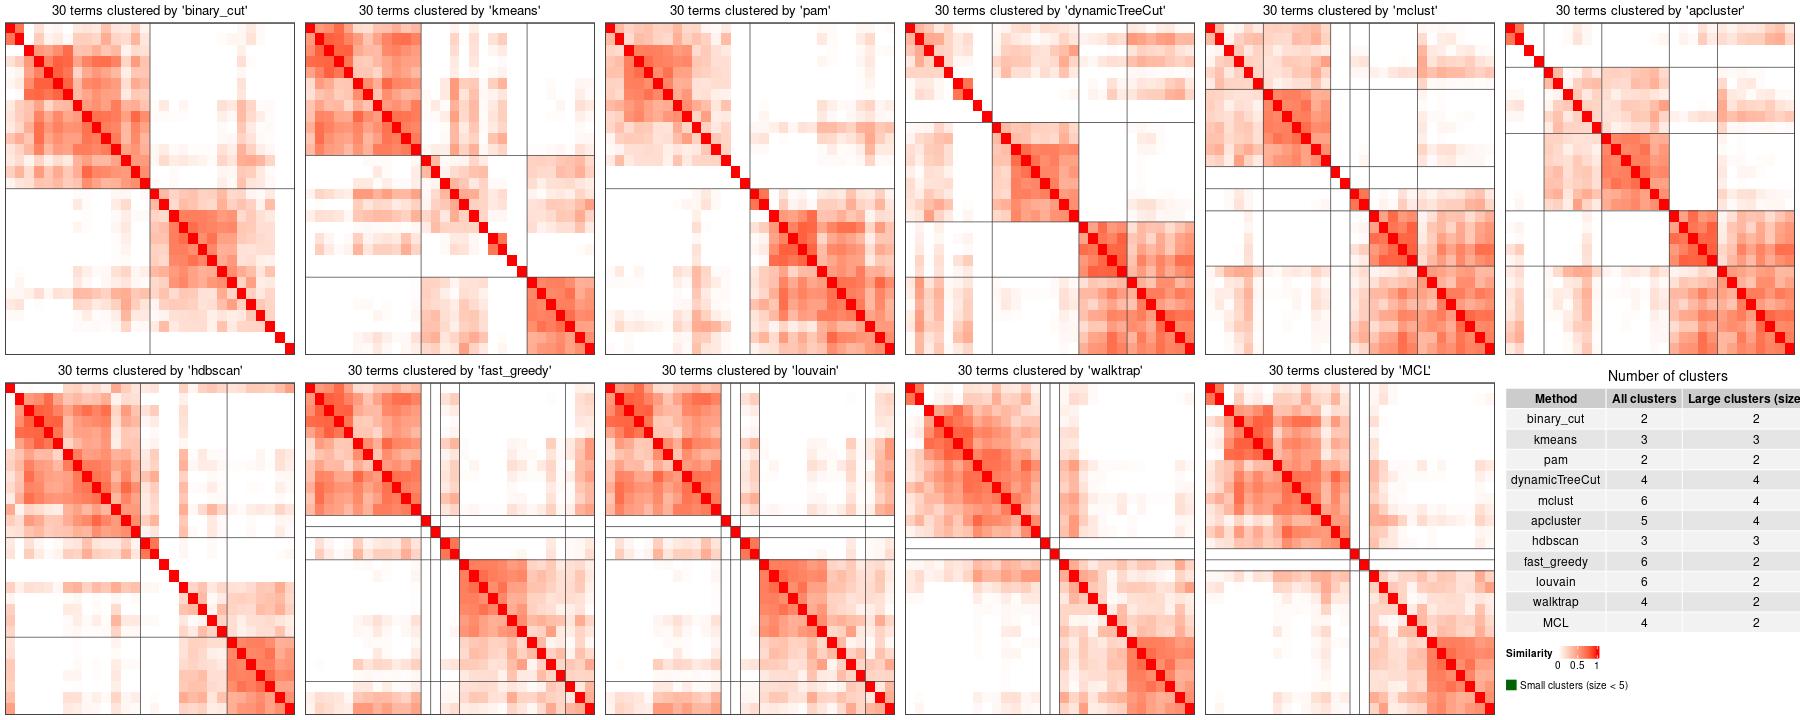 30 terms clustered by 'binary_cut'
30 terms clustered by 'kmeans'
30 terms clustered by 'pam'
30 terms clustered by 'dynamicTreeCut'
30 terms clustered by 'mclust'
30 terms clustered by 'apcluster'
30 terms clustered by 'hdbscan'
30 terms clustered by 'fast_greedy'
30 terms clustered by 'louvain'
30 terms clustered by 'walktrap'
30 terms clustered by 'MCL'
Number of clusters
Method All clusters Large clusters (size
binary_cut 2 2
kmeans 3 3
pam 2 2
dynamicTreeCut 4 4
mclust 6 4
apcluster 5 4
hdbscan 3 3
fast_greedy 6 2
louvain 6 2
walktrap 4 2
MCL 4 2
Similarity
0 0.5 1
Small clusters (size < 5)